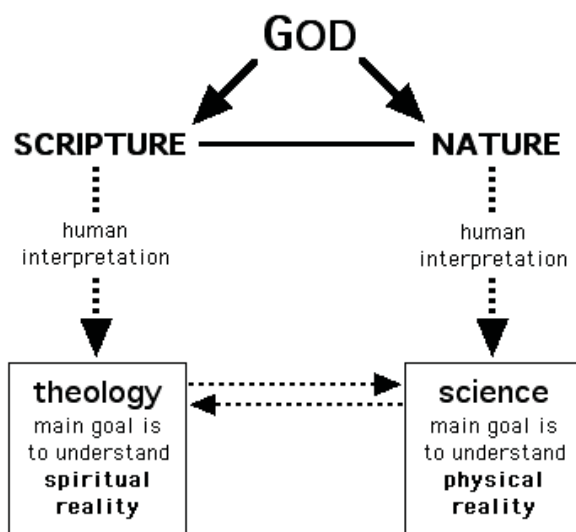 GOD
SCRIPTURE
NATURE
human
interpretation
human
interpretation
theology
main goal is
to understand
spiritual
reality
science
main goal is
to understand
physical
reality